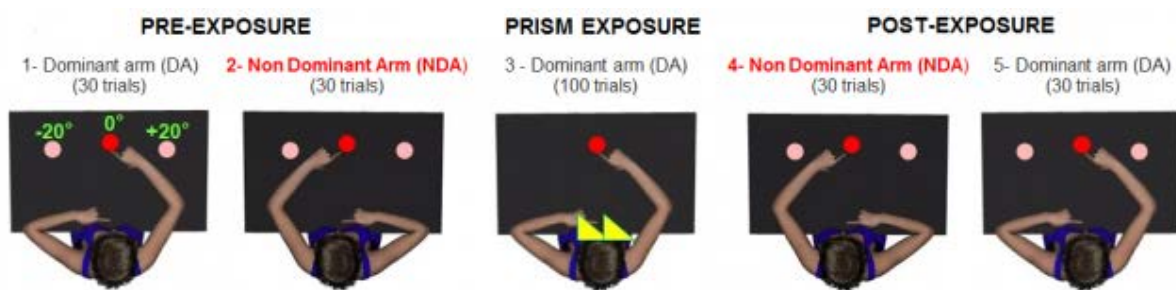 PRE-EXPOSURE
PRISM EXPOSURE
POST-EXPOSURE
1- Dominant arm (DA)
(30 trials)
2- Non Dominant Arm (NDA)
(30 trials)
3 - Dominant arm (DA)
(100 trials)
4- Non Dominant Arm (NDA)
(30 trials)
5- Dominant arm (DA)
(30 trials)
-20° 0° +20°